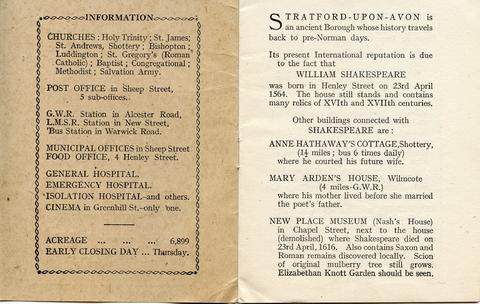 INFORMATION
CHURCHES : Holy Trinity ; St. James;
St. Andrews, Shottery ; Bishopton ;
Luddington ; St. Gregory's (Roman
Catholic) ; Baptist ; Congregational ;
Methodist ; Salvation Army.
POST OFFICE in Sheep Street,
5 sub-offices.
G.W.R. Station in Alcester Road,
L.M.S.R. Station in New Street,
'Bus Station in Warwick Road.
MUNICIPAL OFFICES in Sheep Street
FOOD OFFICE, 4 Henley Street.
GENERAL HOSPITAL.
EMERGENCY HOSPITAL.
ISOLATION HOSPITAL-and others.
CINEMA in Greenhill St.-only one.
ACREAGE ... ... ... 6,899
EARLY CLOSING DAY ... Thursday.
STRATFORD-UPON-AVON is
an ancient Borough whose history travels
back to pre-Norman days.
Its present International reputation is due
to the fact that
WILLIAM SHAKESPEARE
was born in Henley Street on 23rd April
1564. The house still stands and contains
many relics of XVIth and XVIIth centuries.
Other buildings connected with
SHAKESPEARE are :
ANNE HATHAWAY'S COTTAGE,Shottery,
(1½ miles ; bus 6 times daily)
where he courted his future wife.
MARY ARDEN'S HOUSE, Wilmcote
(4 miles-G.W.R.)
where his mother lived before she married
the poet's father.
NEW PLACE MUSEUM (Nash's House)
in Chapel Street, next to the house
(demolished) where Shakespeare died on
23rd April, 1616. Also contains Saxon and
Roman remains discovered locally. Scion
of original mulberry tree still grows.
Elizabethan Knott Garden should be seen.